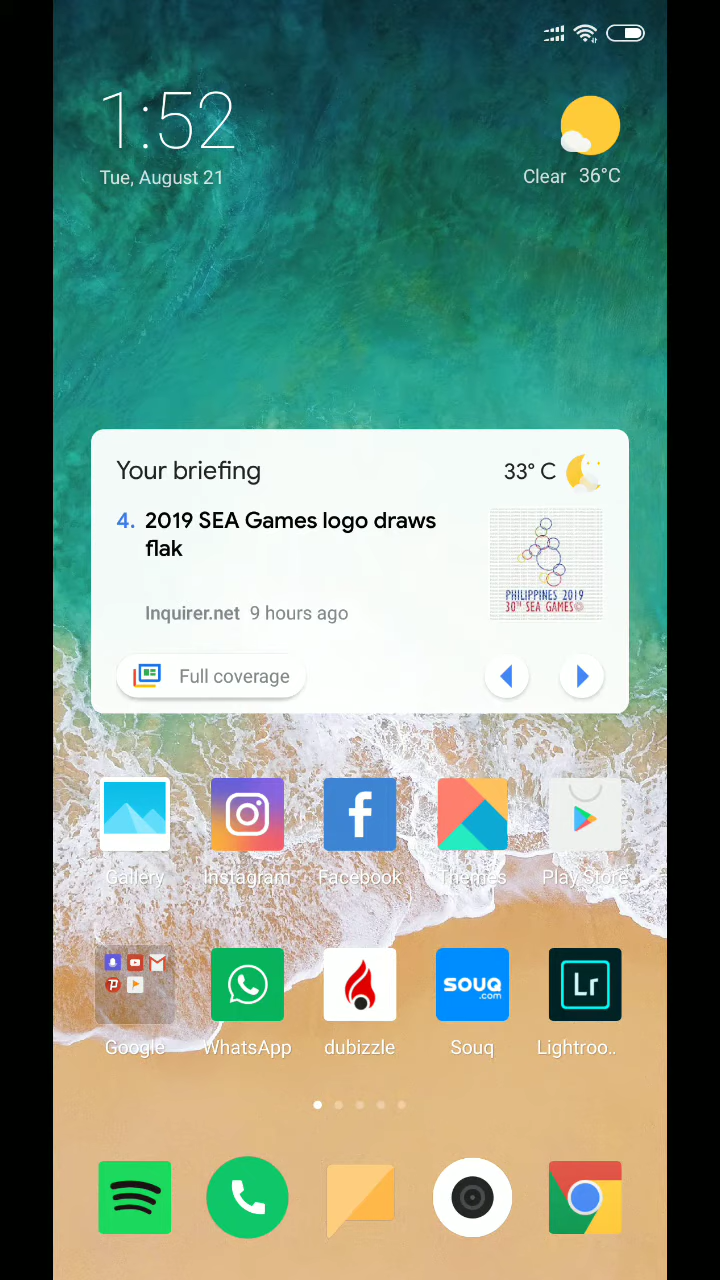 1:52
Tue, August 21
Clear 36°C
Your briefing
33° C
4. 2019 SEA Games logo draws
flak
PHILIPPINES 2019
30TH SEA GAMES
Inquirer.net 9 hours ago
Full coverage
Gallery Instagram Facebook Themes Play Store
souq
.com
Lr
Google WhatsApp dubizzle Souq Lightroo..